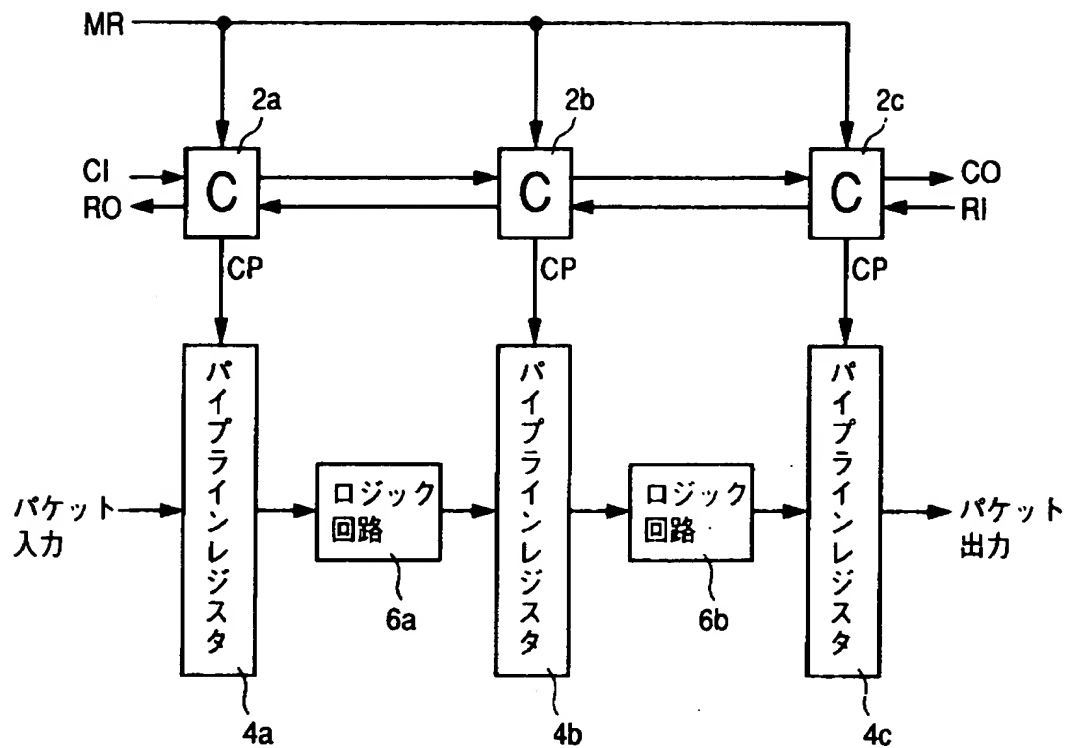 MR
2a
2b
2c
CI
C
C
C
CO
RO
RI
CP
CP
CP
パイプラインレジスタ
パイプラインレジスタ
パイプラインレジスタ
パケット
入力
ロジック
回路
ロジック
回路
パケット
出力
6a
6b
4a
4b
4c